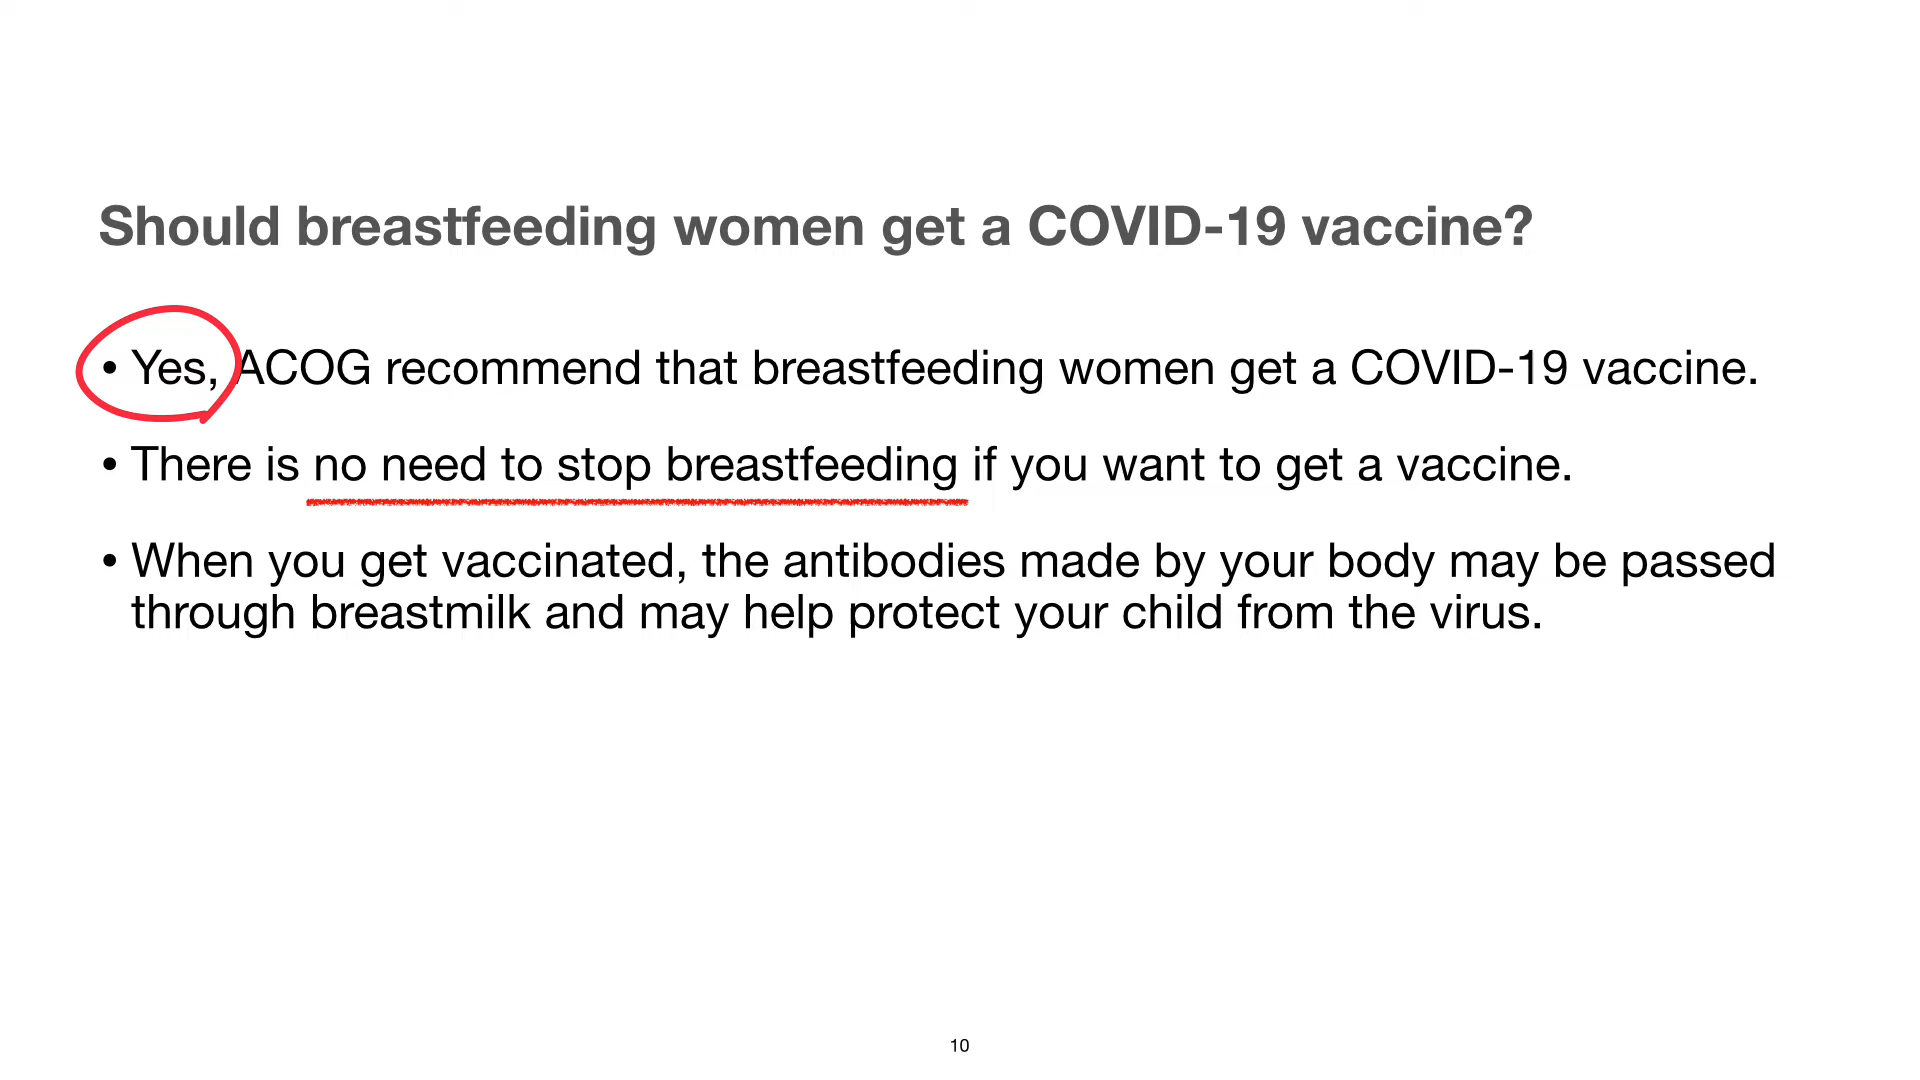 Should breastfeeding women get a COVID-19 vaccine?
• Yes, ACOG recommend that breastfeeding women get a COVID-19 vaccine.
• There is no need to stop breastfeeding if you want to get a vaccine.
• When you get vaccinated, the antibodies made by your body may be passed
through breastmilk and may help protect your child from the virus.
10